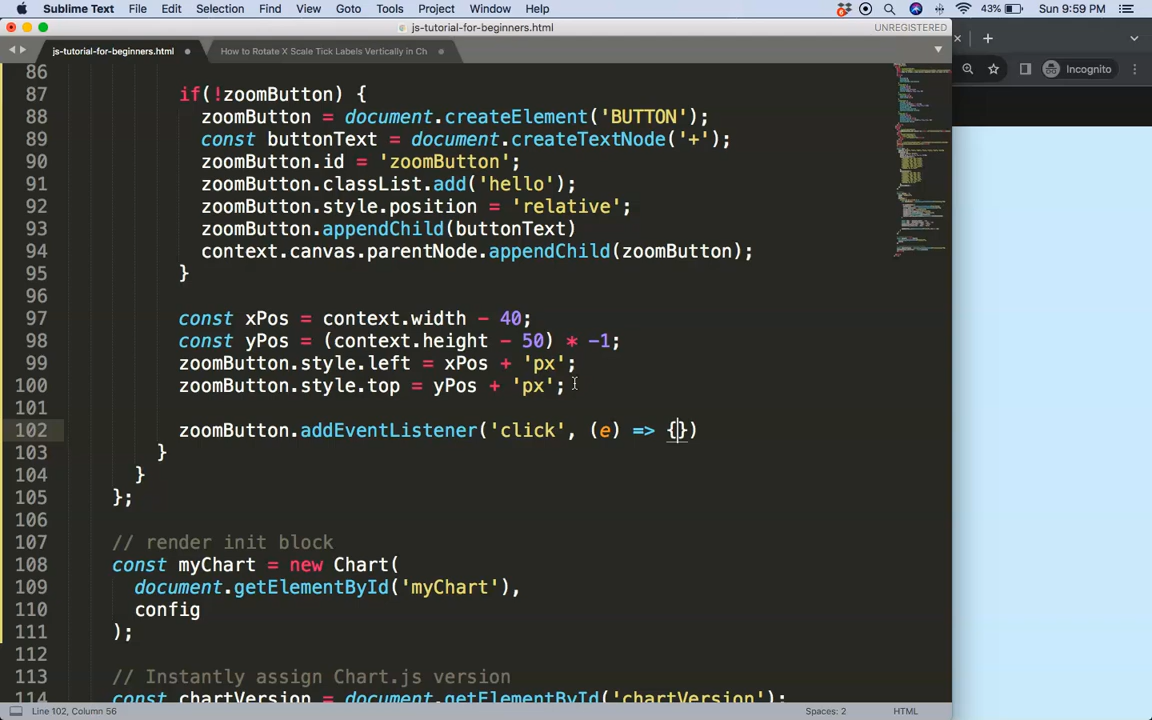 Sublime Text File Edit Selection Find View Goto Tools Project Window Help 43% Sun 9:59 PM
js-tutorial-for-beginners.html UNREGISTERED
js-tutorial-for-beginners.html How to Rotate X Scale Tick Labels Vertically in Ch
Incognito
86
87 if(!zoomButton) {
88 zoomButton = document.createElement('BUTTON');
89 const buttonText = document.createTextNode('+');
90 zoomButton.id = 'zoomButton';
91 zoomButton.classList.add('hello');
92 zoomButton.style.position = 'relative';
93 zoomButton.appendChild(buttonText)
94 context.canvas.parentNode.appendChild(zoomButton);
95 }
96
97 const xPos = context.width - 40;
98 const yPos = (context.height - 50) * -1;
99 zoomButton.style.left = xPos + 'px';
100 zoomButton.style.top = yPos + 'px';
101
102 zoomButton.addEventListener('click', (e) => {})
103 }
104 }
105 };
106
107 // render init block
108 const myChart = new Chart(
109 document.getElementById('myChart'),
110 config
111 );
112
113 // Instantly assign Chart.js version
114 const chartVersion = document.getElementById('chartVersion');
Line 102, Column 56 Spaces: 2 HTML